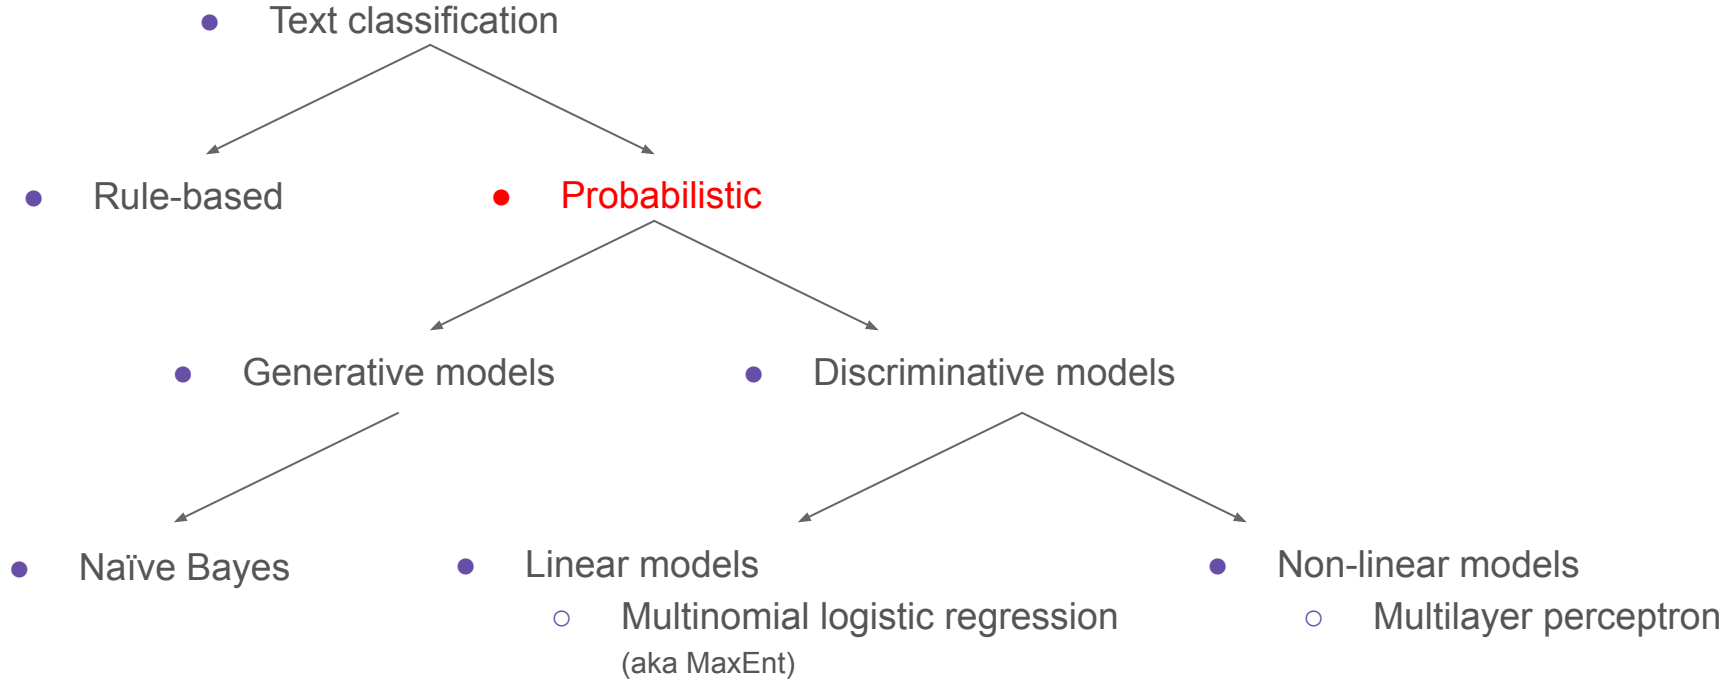 Text classification
Rule-based
Probabilistic
Generative models
Discriminative models
Naïve Bayes
Linear models
Multinomial logistic regression
(aka MaxEnt)
Non-linear models
Multilayer perceptron